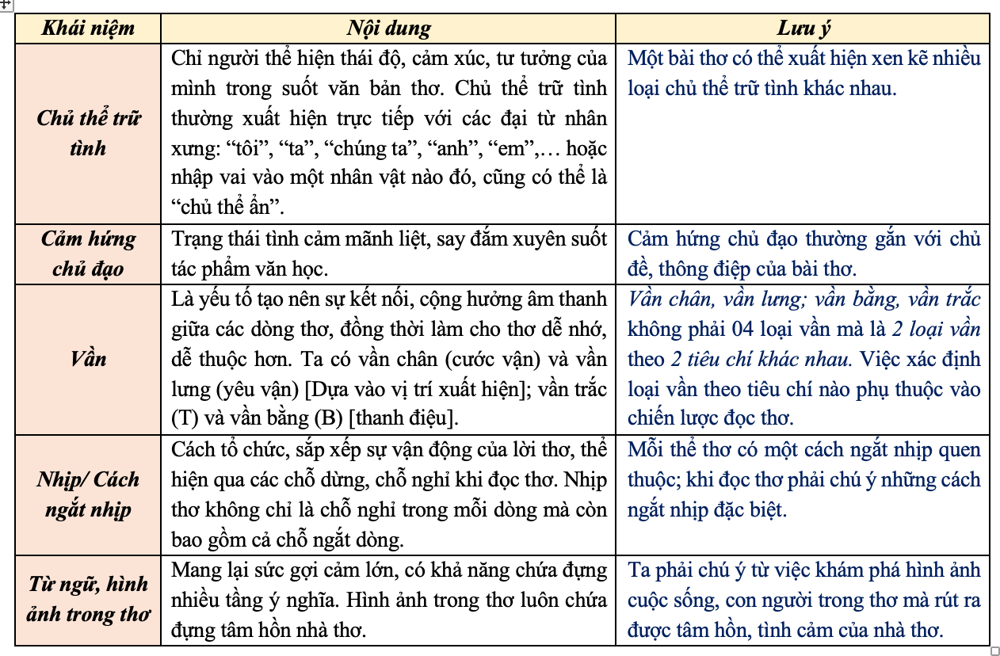 Khái niệm
Nội dung
Lưu ý
Chủ thể trữ
tình
Chỉ người thể hiện thái độ, cảm xúc, tư tưởng của
mình trong suốt văn bản thơ. Chủ thể trữ tình
thường xuất hiện trực tiếp với các đại từ nhân
xưng: “tôi”, “ta”, “chúng ta”, “anh”, “em”,… hoặc
nhập vai vào một nhân vật nào đó, cũng có thể là
“chủ thể ẩn”.
Một bài thơ có thể xuất hiện xen kẽ nhiều
loại chủ thể trữ tình khác nhau.
Cảm hứng
chủ đạo
Trạng thái tình cảm mãnh liệt, say đắm xuyên suốt
tác phẩm văn học.
Cảm hứng chủ đạo thường gắn với chủ
đề, thông điệp của bài thơ.
Vần
Là yếu tố tạo nên sự kết nối, cộng hưởng âm thanh
giữa các dòng thơ, đồng thời làm cho thơ dễ nhớ,
dễ thuộc hơn. Ta có vần chân (cước vận) và vần
lưng (yêu vận) [Dựa vào vị trí xuất hiện]; vần trắc
(T) và vần bằng (B) [thanh điệu].
Vần chân, vần lưng; vần bằng, vần trắc
không phải 04 loại vần mà là 2 loại vần
theo 2 tiêu chí khác nhau. Việc xác định
loại vần theo tiêu chí nào phụ thuộc vào
chiến lược đọc thơ.
Nhịp/ Cách
ngắt nhịp
Cách tổ chức, sắp xếp sự vận động của lời thơ, thể
hiện qua các chỗ dừng, chỗ nghỉ khi đọc thơ. Nhịp
thơ không chỉ là chỗ nghỉ trong mỗi dòng mà còn
bao gồm cả chỗ ngắt dòng.
Mỗi thể thơ có một cách ngắt nhịp quen
thuộc; khi đọc thơ phải chú ý những cách
ngắt nhịp đặc biệt.
Từ ngữ, hình
ảnh trong thơ
Mang lại sức gợi cảm lớn, có khả năng chứa đựng
nhiều tầng ý nghĩa. Hình ảnh trong thơ luôn chứa
đựng tâm hồn nhà thơ.
Ta phải chú ý từ việc khám phá hình ảnh
cuộc sống, con người trong thơ mà rút ra
được tâm hồn, tình cảm của nhà thơ.